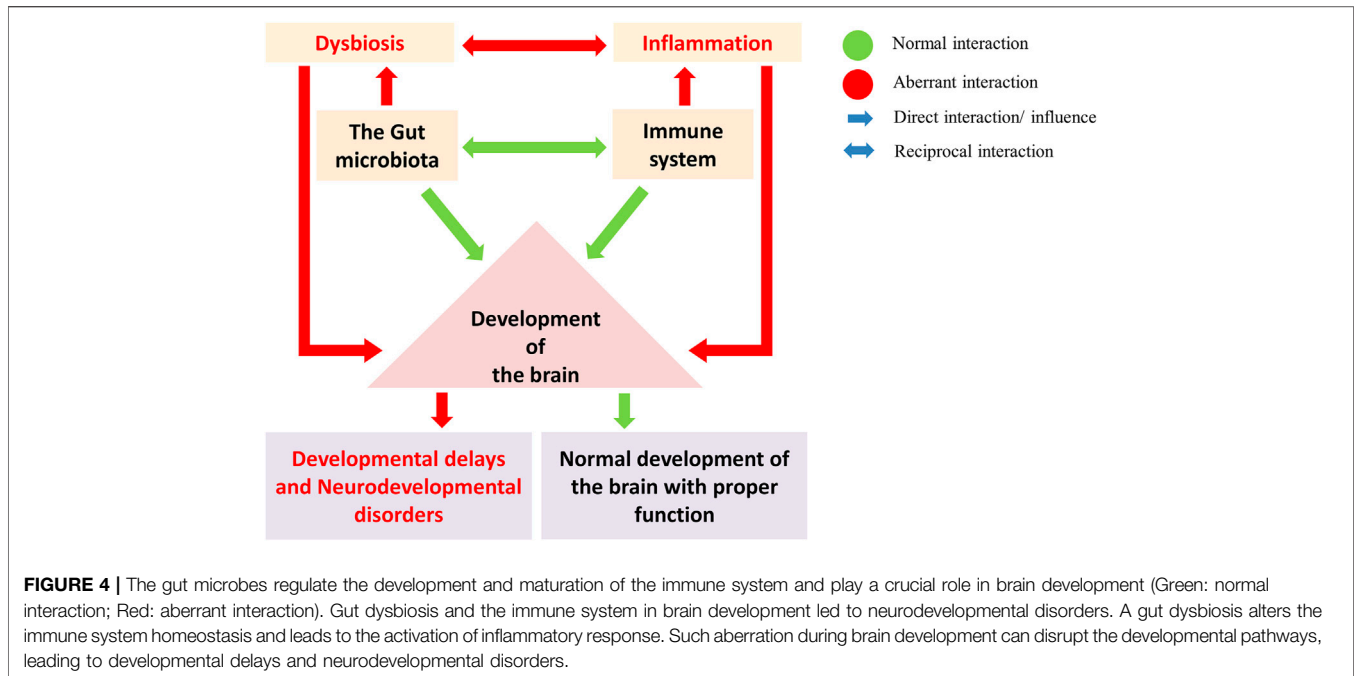 Dysbiosis
Inflammation
Normal interaction
Aberrant interaction
Direct interaction/ influence
Reciprocal interaction
The Gut
microbiota
Immune
system
Development
of
the brain
Developmental delays
and Neurodevelopmental
disorders
Normal development of
the brain with proper
function
FIGURE 4 | The gut microbes regulate the development and maturation of the immune system and play a crucial role in brain development (Green: normal
interaction; Red: aberrant interaction). Gut dysbiosis and the immune system in brain development led to neurodevelopmental disorders. A gut dysbiosis alters the
immune system homeostasis and leads to the activation of inflammatory response. Such aberration during brain development can disrupt the developmental pathways,
leading to developmental delays and neurodevelopmental disorders.